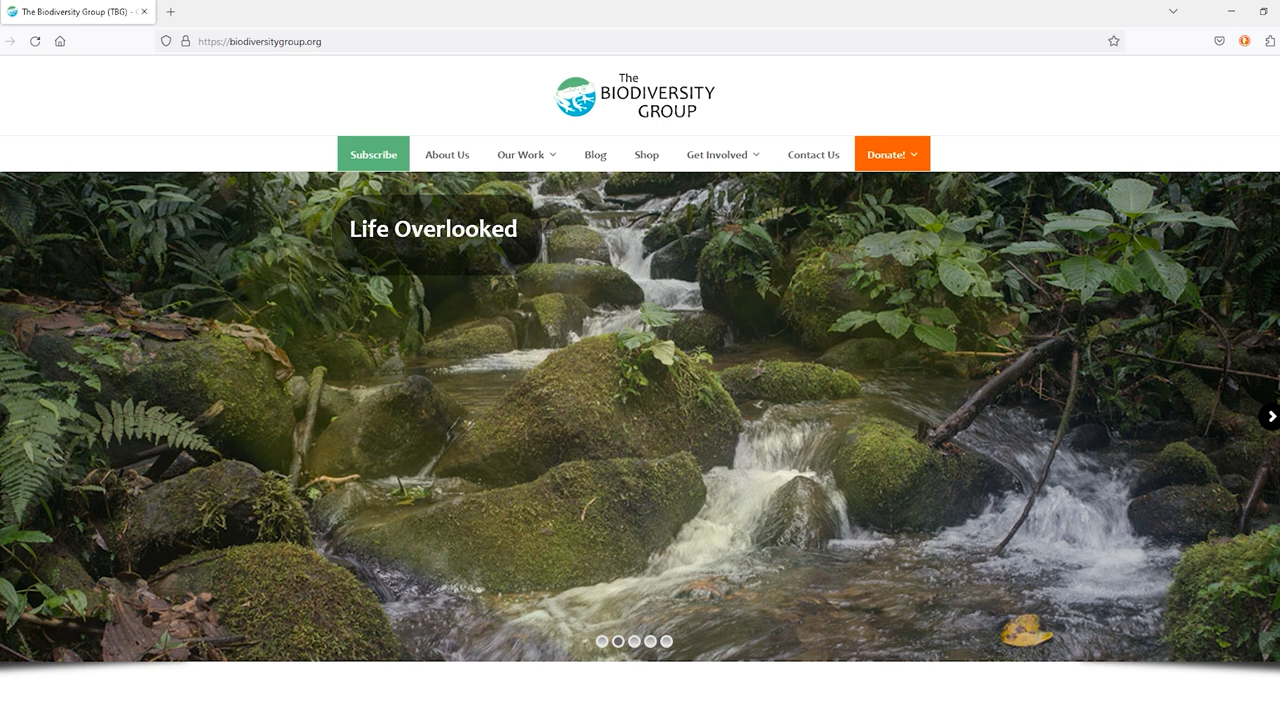 The Biodiversity Group (TBG) -
https://biodiversitygroup.org
The
BIODIVERSITY
GROUP
Subscribe
About Us
Our Work
Blog
Shop
Get Involved
Contact Us
Donate!
Life Overlooked